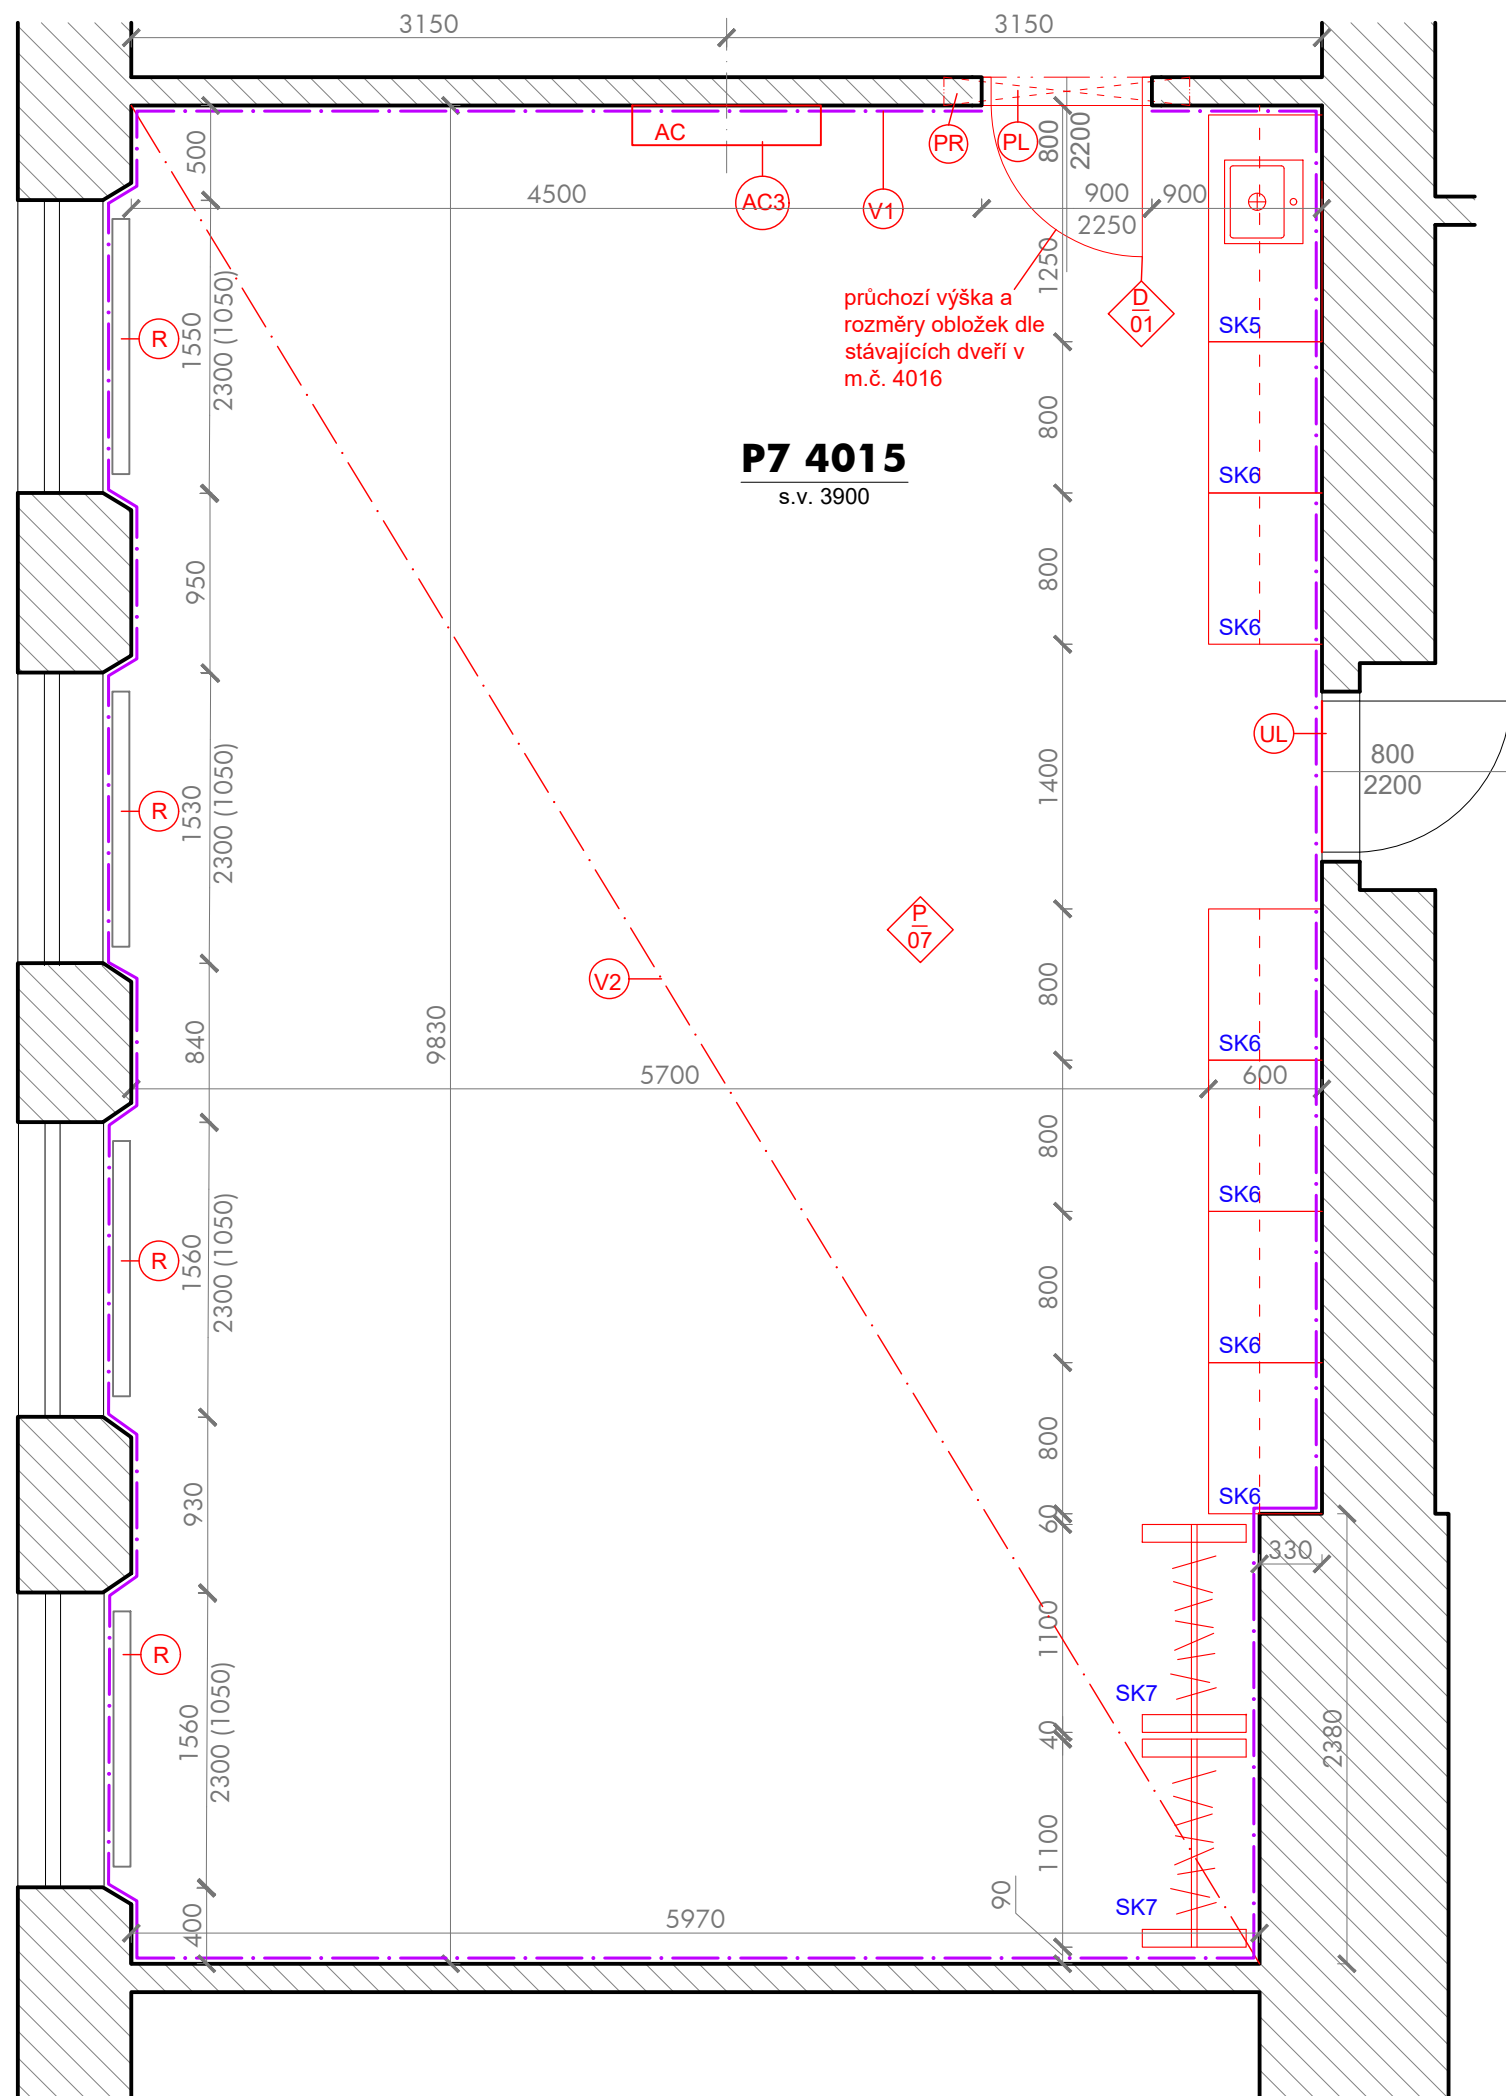 3150
3150
500
AC
PR
PL
800
2200
4500
AC3
V1
900
2250
900
1250
průchozí výška a
rozměry obložek dle
stávajících dveří v
m.č. 4016
D
01
SK5
R
1550
2300 (1050)
800
P7 4015
s.v. 3900
SK6
950
800
SK6
UL
800
2200
R
1530
2300 (1050)
1400
P
07
V2
800
840
9830
SK6
5700
600
800
SK6
R
1560
2300 (1050)
800
SK6
800
930
SK6
60
330
R
1100
SK7
1560
2300 (1050)
40
2380
1100
90
SK7
400
5970